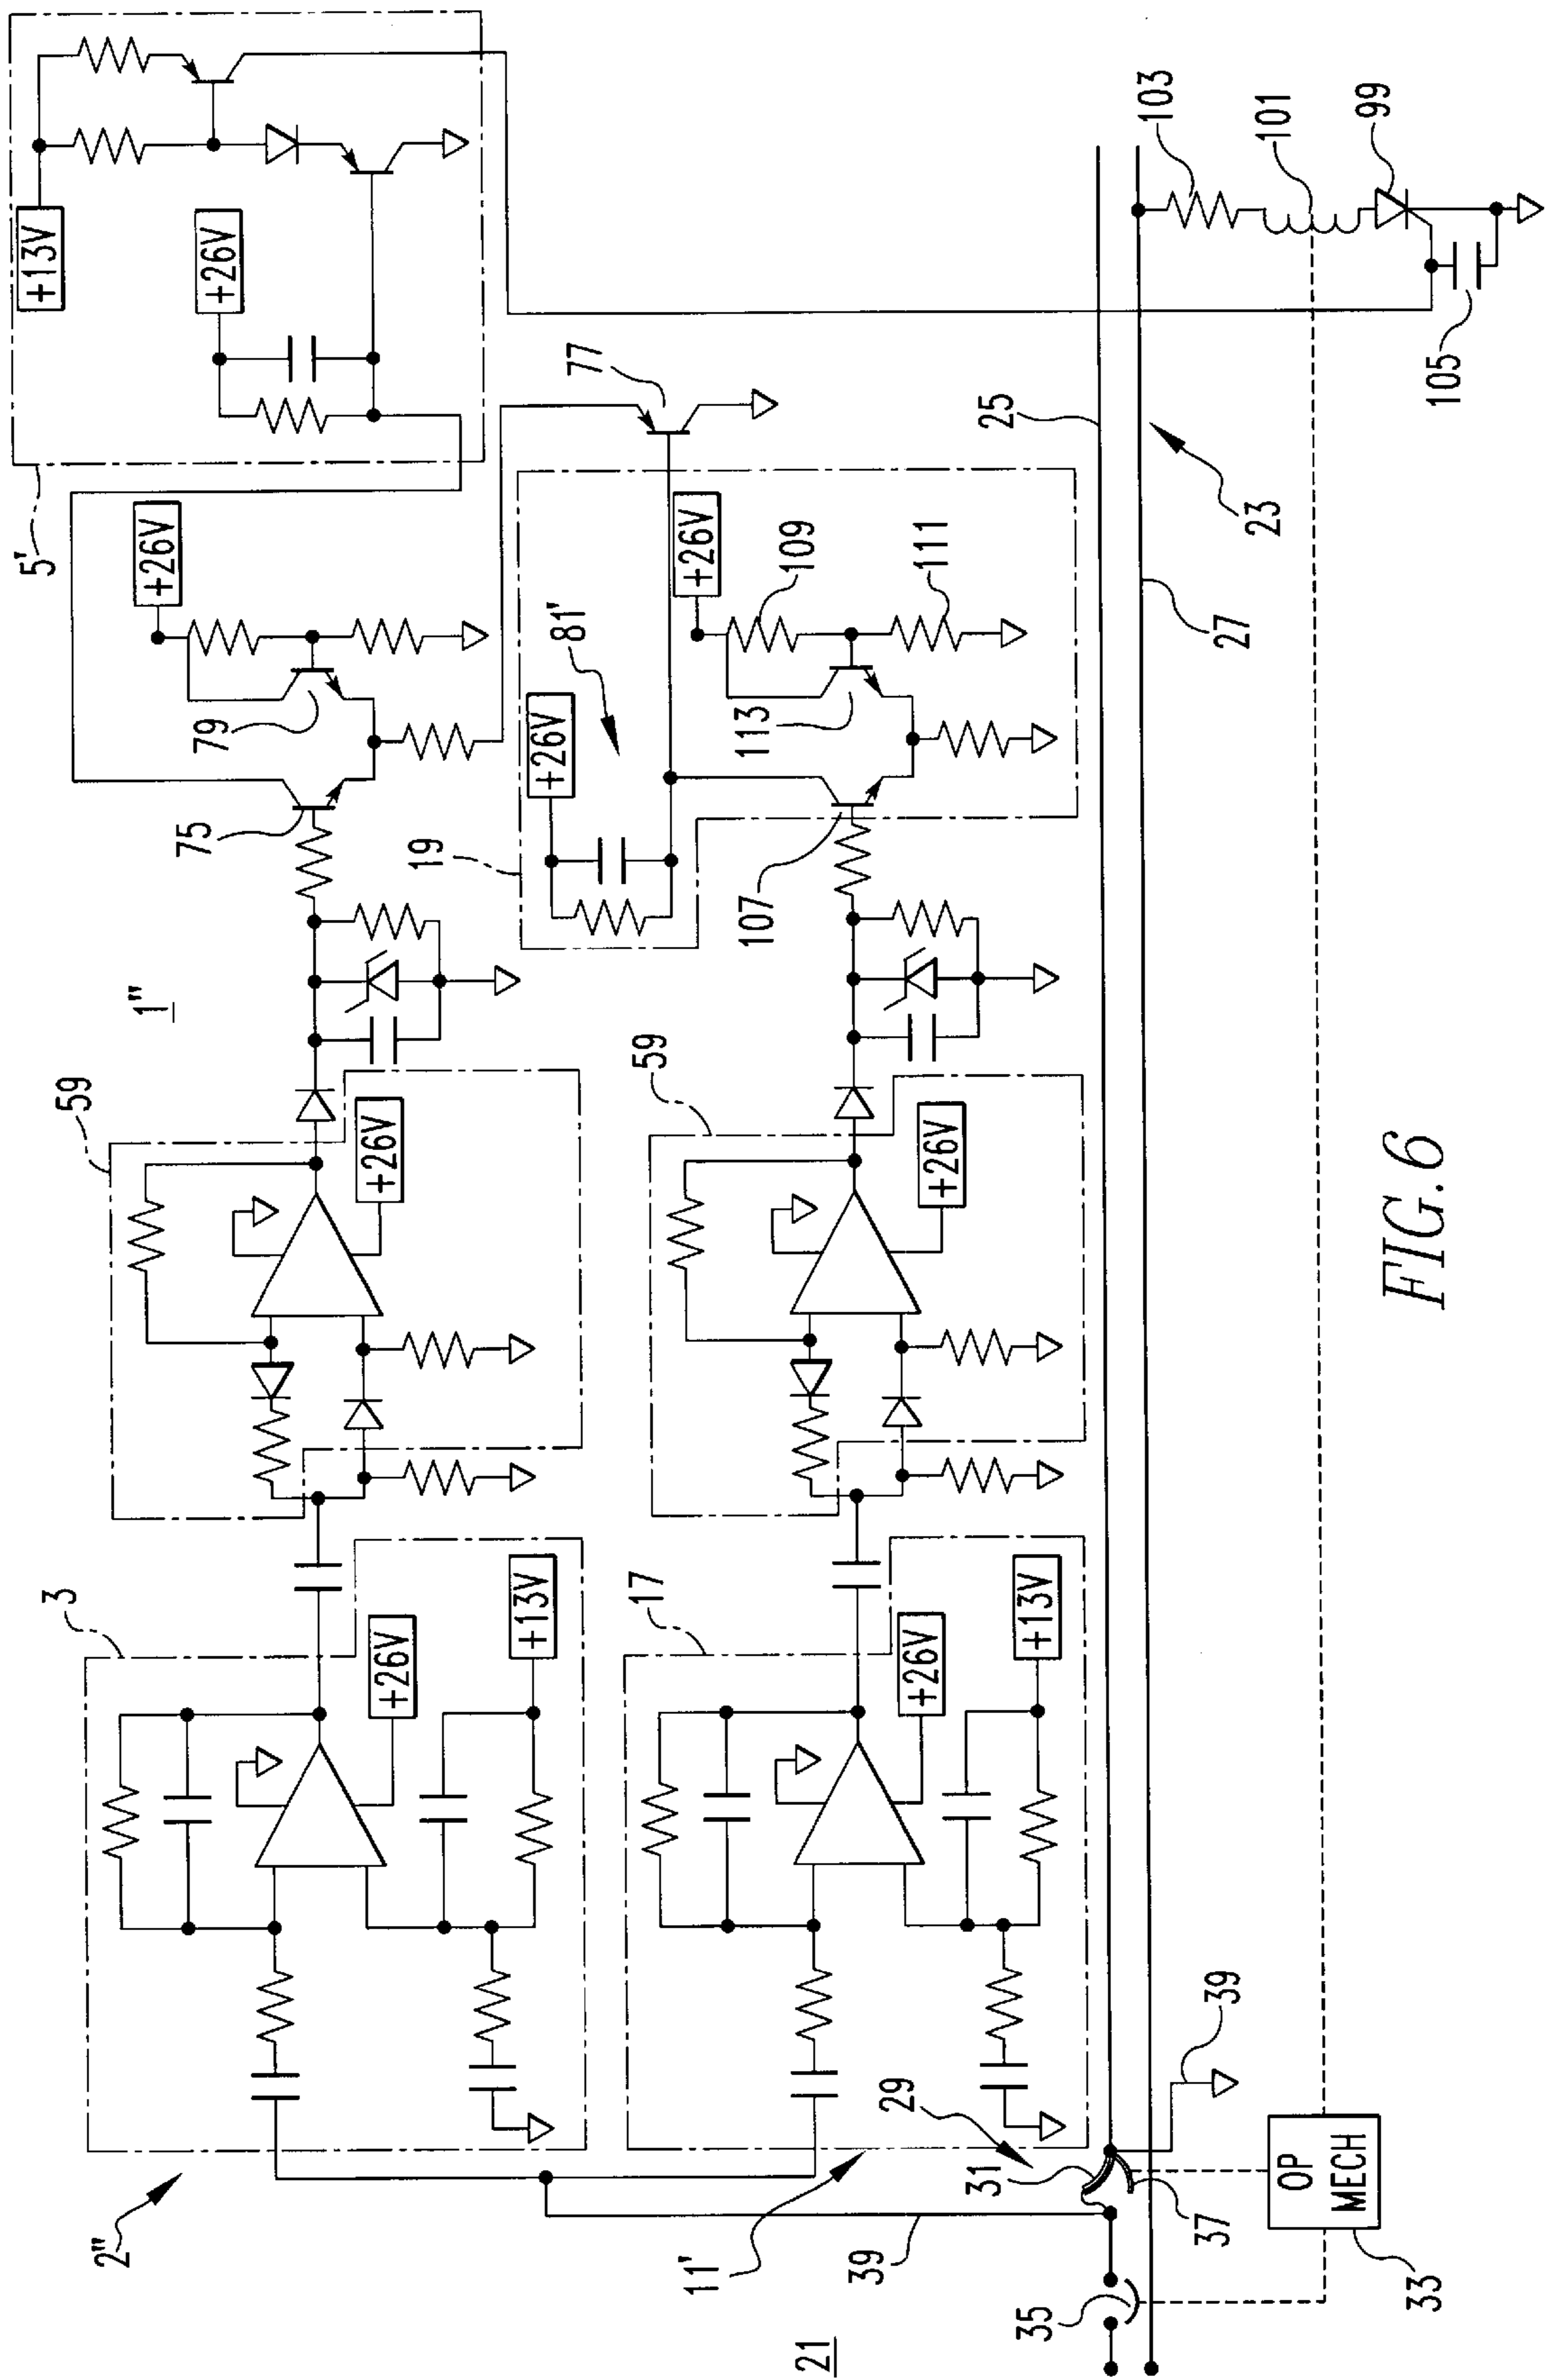 5'
+13V
+26V
77
+26V
79
75
19
+26V
81'
+26V
109
111
113
107
25
23
27
103
101
99
105
1"
59
+26V
59
+26V
3
+26V
+13V
17
+26V
+13V
2"
11'
39
29
31
37
39
35
21
OP
MECH
33
FIG.6